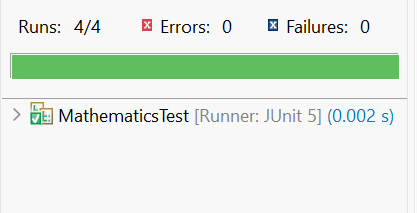 Runs: 4/4 Errors: 0 Failures: 0
MathematicsTest [Runner: JUnit 5] (0.002 s)